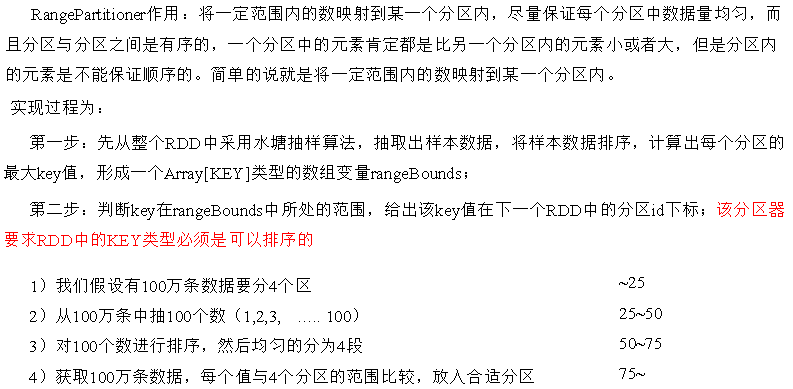 RangePartitioner作用：将一定范围内的数映射到某一个分区内，尽量保证每个分区中数据量均匀，而
且分区与分区之间是有序的，一个分区中的元素肯定都是比另一个分区内的元素小或者大，但是分区内
的元素是不能保证顺序的。简单的说就是将一定范围内的数映射到某一个分区内。
实现过程为：
第一步：先从整个RDD中采用水塘抽样算法，抽取出样本数据，将样本数据排序，计算出每个分区的
最大key值，形成一个Array[KEY]类型的数组变量rangeBounds；
第二步：判断key在rangeBounds中所处的范围，给出该key值在下一个RDD中的分区id下标；该分区器
要求RDD中的KEY类型必须是可以排序的
1）我们假设有100万条数据要分4个区 ~25
2）从100万条中抽100个数（1,2,3, ..... 100） 25~50
3）对100个数进行排序，然后均匀的分为4段 50~75
4）获取100万条数据，每个值与4个分区的范围比较，放入合适分区 75~